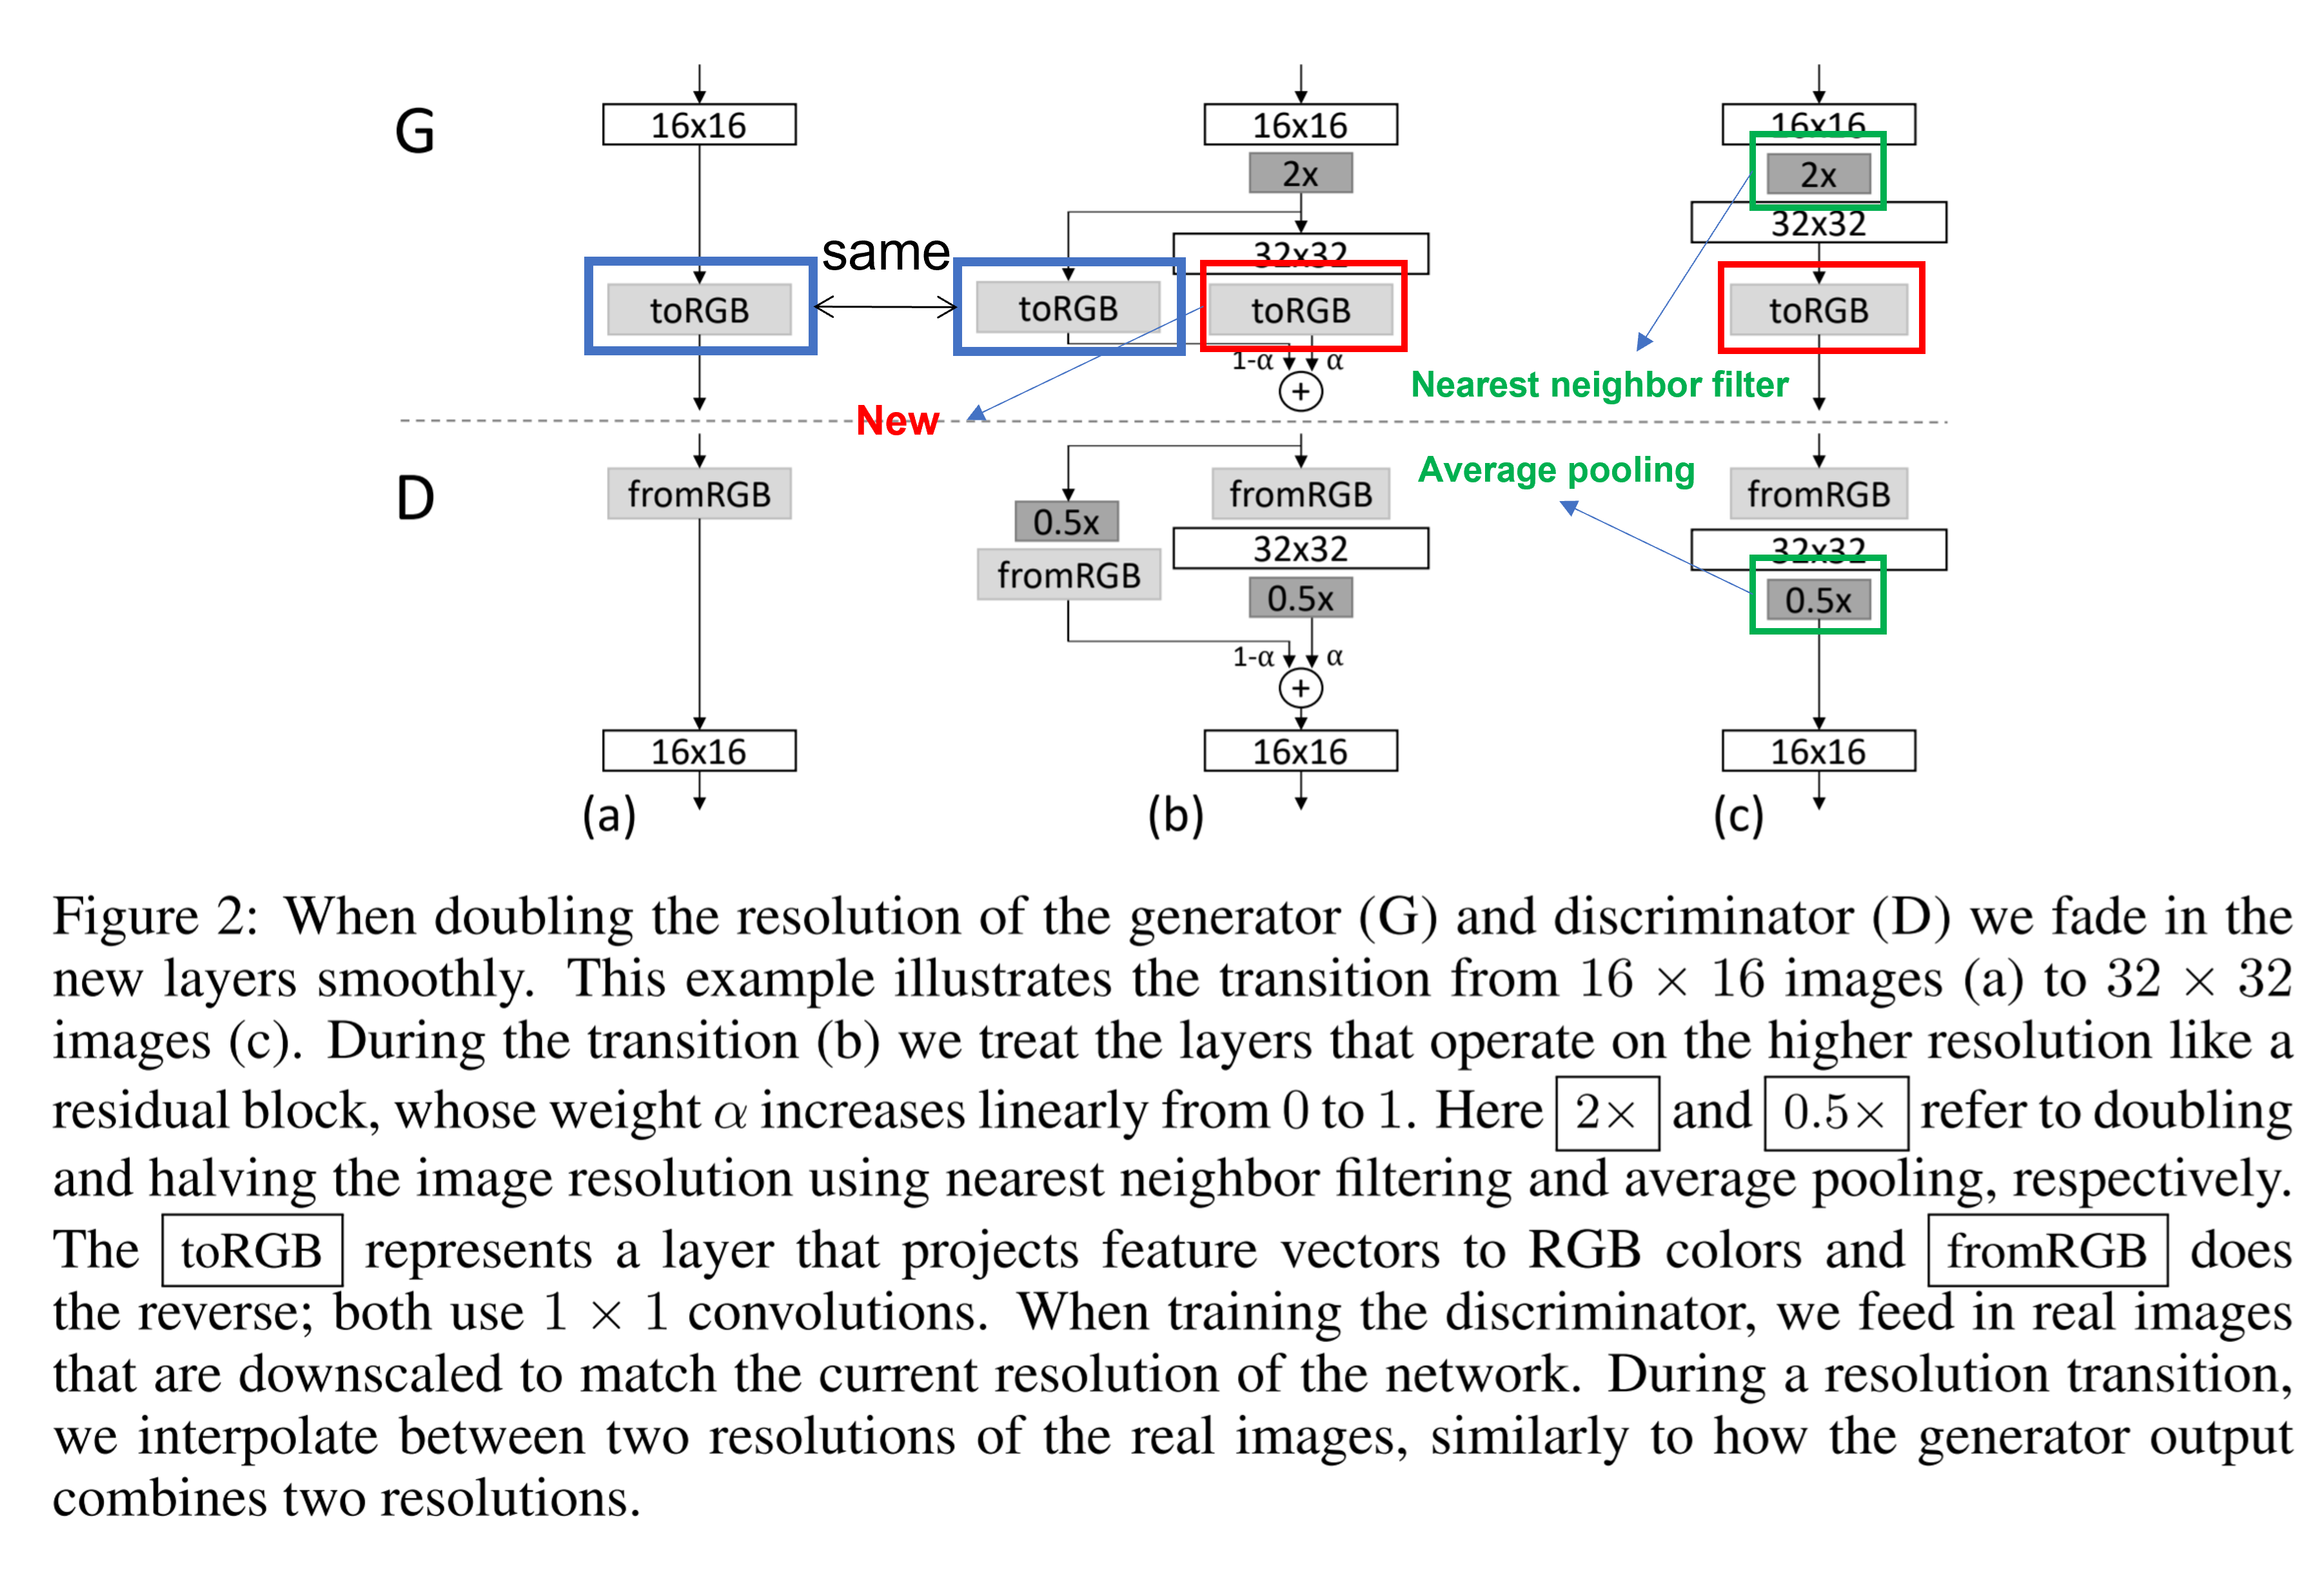 G
16x16
16x16
16x16
2x
2x
32x32
32x32
same
toRGB
toRGB
toRGB
toRGB
1-α
α
Nearest neighbor filter
New
D
fromRGB
fromRGB
fromRGB
Average pooling
0.5x
32x32
32x32
fromRGB
0.5x
0.5x
1-α
α
16x16
16x16
16x16
(a)
(b)
(c)
Figure 2: When doubling the resolution of the generator (G) and discriminator (D) we fade in the
new layers smoothly. This example illustrates the transition from 16 × 16 images (a) to 32 × 32
images (c). During the transition (b) we treat the layers that operate on the higher resolution like a
residual block, whose weight α increases linearly from 0 to 1. Here 2× and 0.5× refer to doubling
and halving the image resolution using nearest neighbor filtering and average pooling, respectively.
The toRGB represents a layer that projects feature vectors to RGB colors and fromRGB does
the reverse; both use 1 × 1 convolutions. When training the discriminator, we feed in real images
that are downscaled to match the current resolution of the network. During a resolution transition,
we interpolate between two resolutions of the real images, similarly to how the generator output
combines two resolutions.